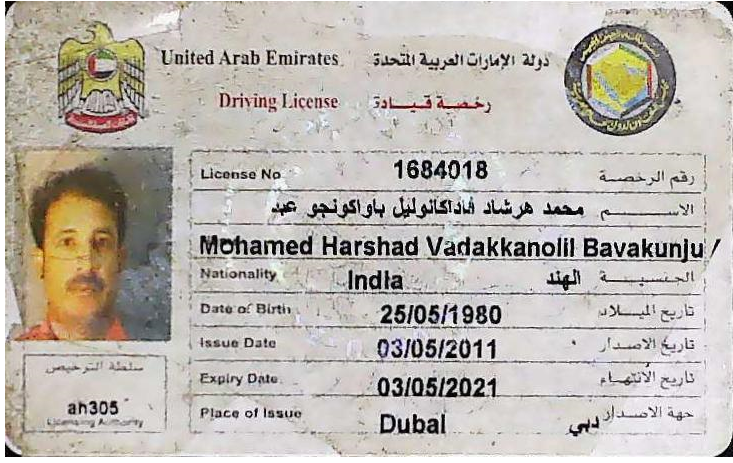 United Arab Emirates دولة الإمارات العربية المتحدة
Driving License رخصة قيادة
License No 1684018 رقم الرخصة
الاسم محمد هرشاد فاداكانوليل باواكونجو عبد
Mohamed Harshad Vadakkanolil Bavakunju /
Nationality India الهند الجنسية
Date of Birth 25/05/1980 تاريخ الميلاد
Issue Date 03/05/2011 تاريخ الاصدار
Expiry Date 03/05/2021 تاريخ الانتهاء
Place of Issue Dubai دبي جهة الاصدار
سلطة الترخيص
ah305
Licensing Authority